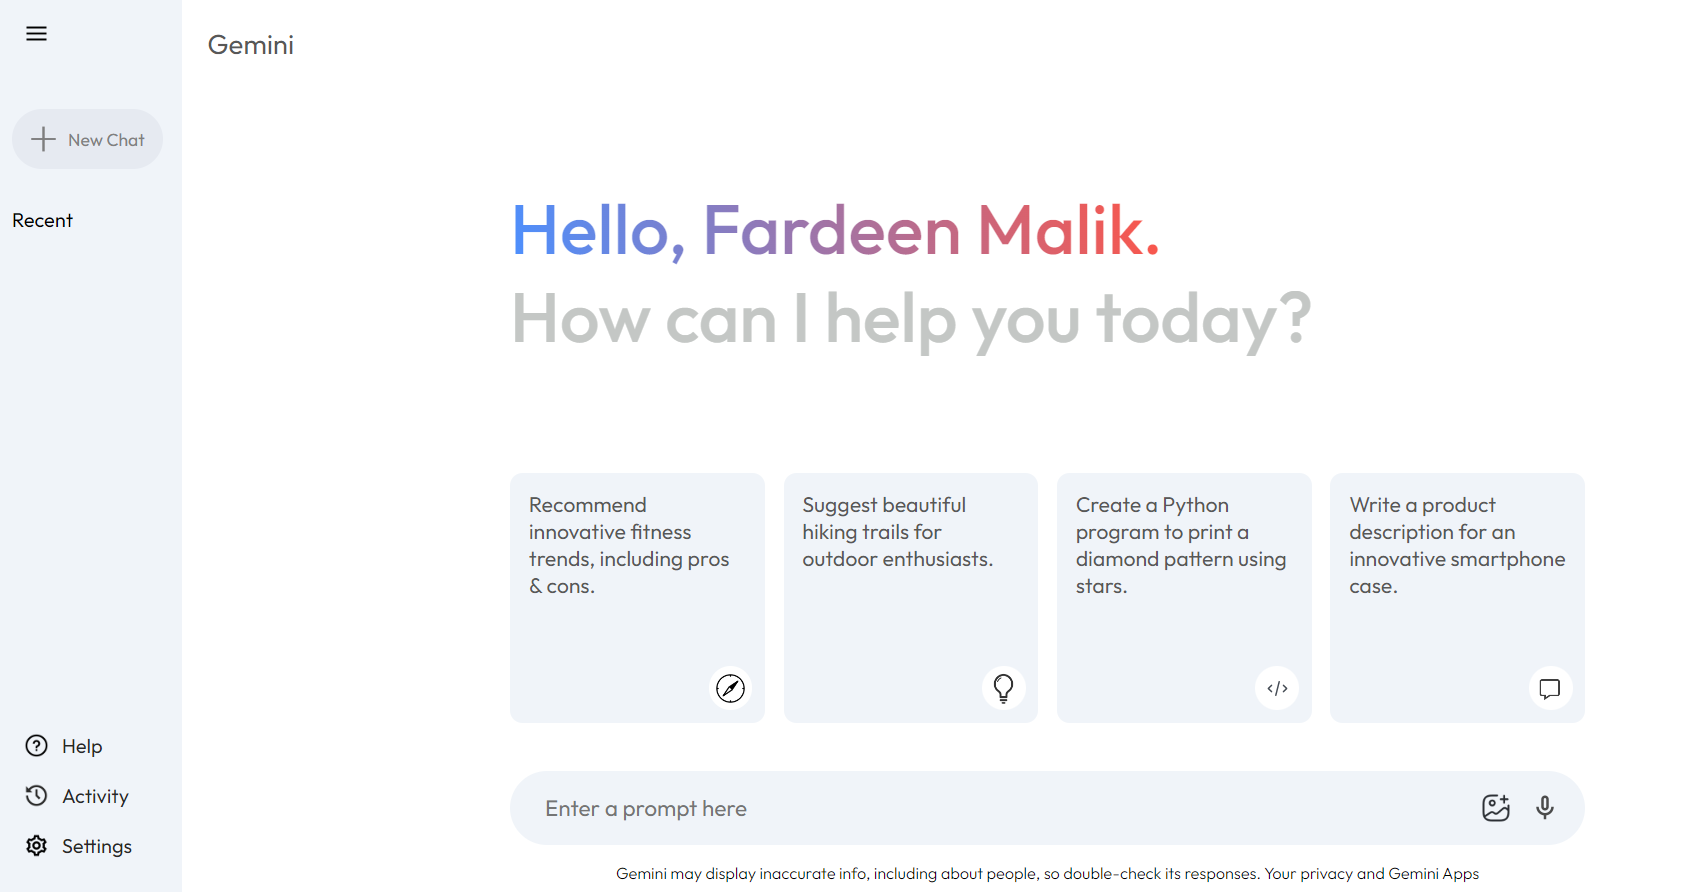 Gemini
New Chat
Recent
Hello, Fardeen Malik.
How can I help you today?
Recommend
innovative fitness
trends, including pros
& cons.
Suggest beautiful
hiking trails for
outdoor enthusiasts.
Create a Python
program to print a
diamond pattern using
stars.
Write a product
description for an
innovative smartphone
case.
Help
Activity
Settings
Enter a prompt here
Gemini may display inaccurate info, including about people, so double-check its responses. Your privacy and Gemini Apps